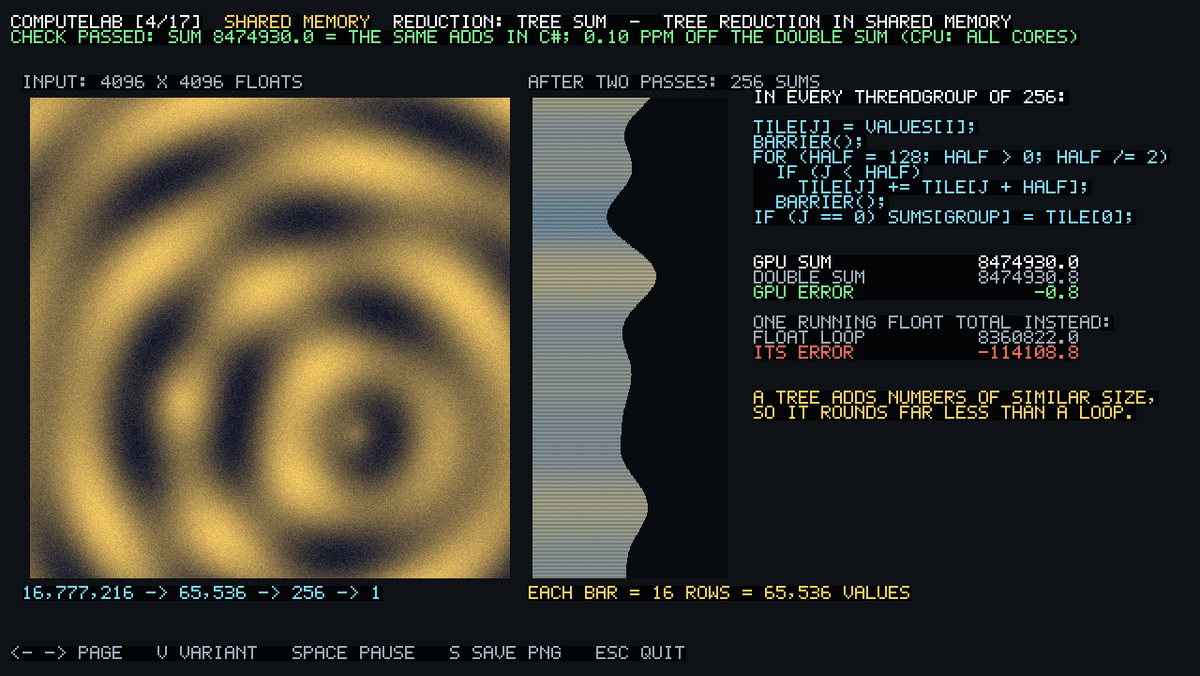 COMPUTELAB [4/17]  SHARED MEMORY  REDUCTION: TREE SUM  -  TREE REDUCTION IN SHARED MEMORY
CHECK PASSED: SUM 8474930.0 = THE SAME ADDS IN C#; 0.10 PPM OFF THE DOUBLE SUM (CPU: ALL CORES)
INPUT: 4096 X 4096 FLOATS
AFTER TWO PASSES: 256 SUMS
IN EVERY THREADGROUP OF 256:
TILE[J] = VALUES[I];
BARRIER();
FOR (HALF = 128; HALF > 0; HALF /= 2)
  IF (J < HALF)
    TILE[J] += TILE[J + HALF];
  BARRIER();
IF (J == 0) SUMS[GROUP] = TILE[0];
GPU SUM 8474930.0
DOUBLE SUM 8474930.8
GPU ERROR -0.8
ONE RUNNING FLOAT TOTAL INSTEAD:
FLOAT LOOP 8360822.0
ITS ERROR -114108.8
A TREE ADDS NUMBERS OF SIMILAR SIZE,
SO IT ROUNDS FAR LESS THAN A LOOP.
16,777,216 -> 65,536 -> 256 -> 1
EACH BAR = 16 ROWS = 65,536 VALUES
<- -> PAGE   V VARIANT   SPACE PAUSE   S SAVE PNG   ESC QUIT